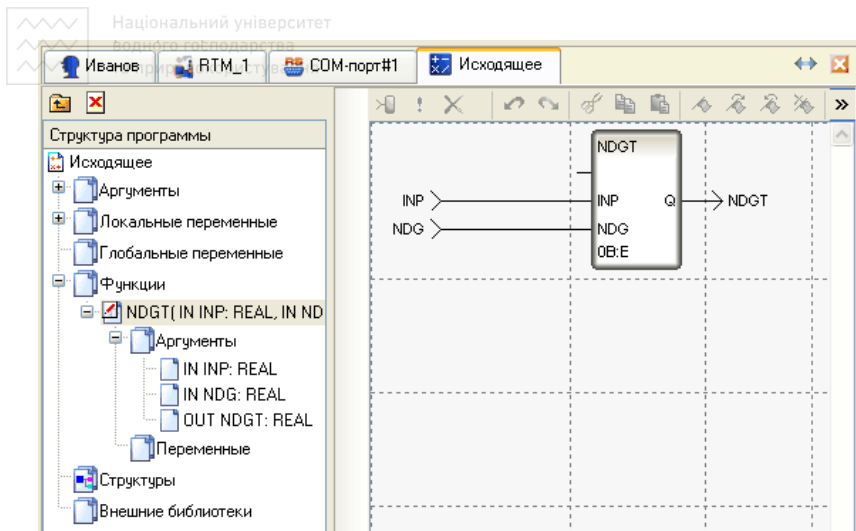 Національний університет
водного господарства
Иванов RTM_1 COM-порт#1 Исходящее
Структура программы
Исходящее
Аргументы
Локальные переменные
Глобальные переменные
Функции
NDGT( IN INP: REAL, IN ND
Аргументы
IN INP: REAL
IN NDG: REAL
OUT NDGT: REAL
Переменные
Структуры
Внешние библиотеки
NDGT
INP INP Q NDGT
NDG NDG
0B:E